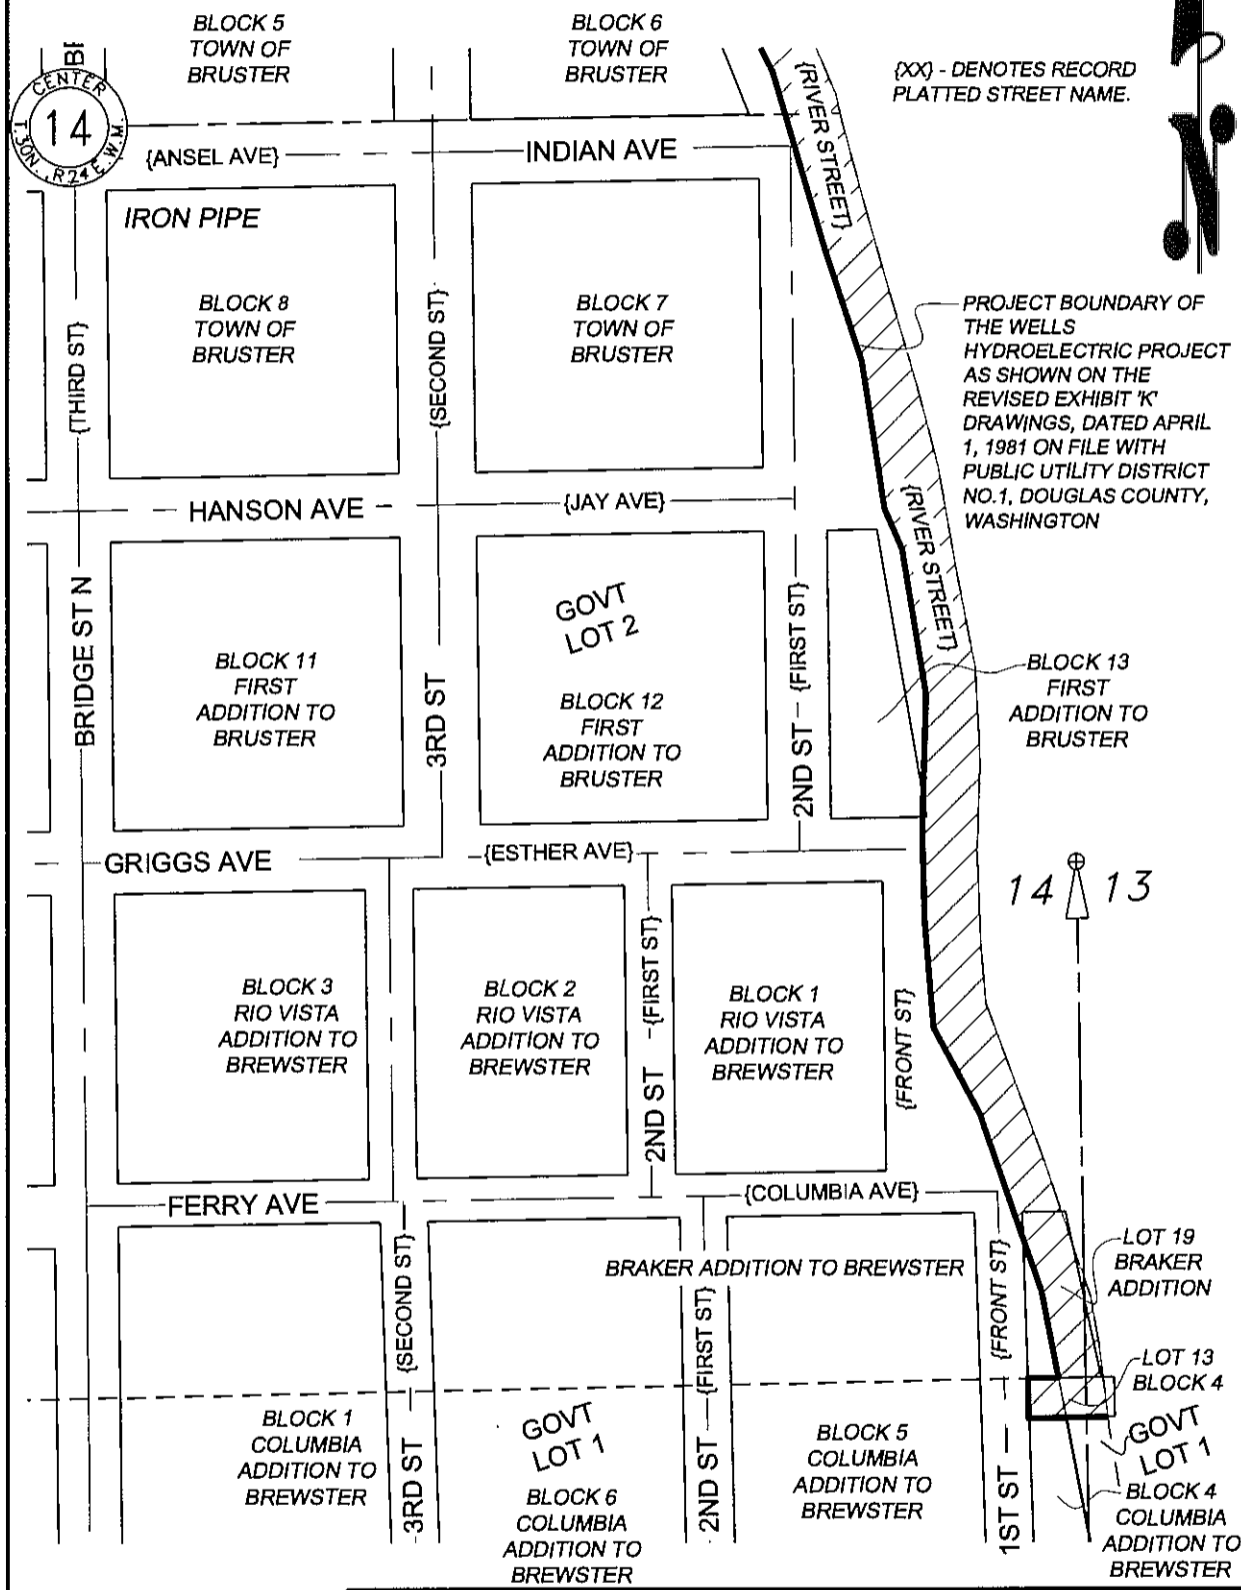 BLOCK 5
TOWN OF
BRUSTER
BLOCK 6
TOWN OF
BRUSTER
{RIVER STREET}
{XX} - DENOTES RECORD
PLATTED STREET NAME.
N
CENTER
14
T.30N., R24 E.W.M.
{ANSEL AVE}
INDIAN AVE
IRON PIPE
BLOCK 8
TOWN OF
BRUSTER
BLOCK 7
TOWN OF
BRUSTER
{THIRD ST}
{SECOND ST}
PROJECT BOUNDARY OF
THE WELLS
HYDROELECTRIC PROJECT
AS SHOWN ON THE
REVISED EXHIBIT 'K'
DRAWINGS, DATED APRIL
1, 1981 ON FILE WITH
PUBLIC UTILITY DISTRICT
NO.1, DOUGLAS COUNTY,
WASHINGTON
HANSON AVE
{JAY AVE}
{RIVER STREET}
BRIDGE ST N
BLOCK 11
FIRST
ADDITION TO
BRUSTER
3RD ST
GOVT
LOT 2
BLOCK 12
FIRST
ADDITION TO
BRUSTER
{FIRST ST}
2ND ST
BLOCK 13
FIRST
ADDITION TO
BRUSTER
GRIGGS AVE
{ESTHER AVE}
14
13
BLOCK 3
RIO VISTA
ADDITION TO
BREWSTER
BLOCK 2
RIO VISTA
ADDITION TO
BREWSTER
{FIRST ST}
2ND ST
BLOCK 1
RIO VISTA
ADDITION TO
BREWSTER
{FRONT ST}
FERRY AVE
{COLUMBIA AVE}
{SECOND ST}
BRAKER ADDITION TO BREWSTER
{FIRST ST}
{FRONT ST}
LOT 19
BRAKER
ADDITION
LOT 13
BLOCK 4
BLOCK 1
COLUMBIA
ADDITION TO
BREWSTER
3RD ST
GOVT
LOT 1
BLOCK 6
COLUMBIA
ADDITION TO
BREWSTER
2ND ST
BLOCK 5
COLUMBIA
ADDITION TO
BREWSTER
1ST ST
GOVT
LOT 1
BLOCK 4
COLUMBIA
ADDITION TO
BREWSTER